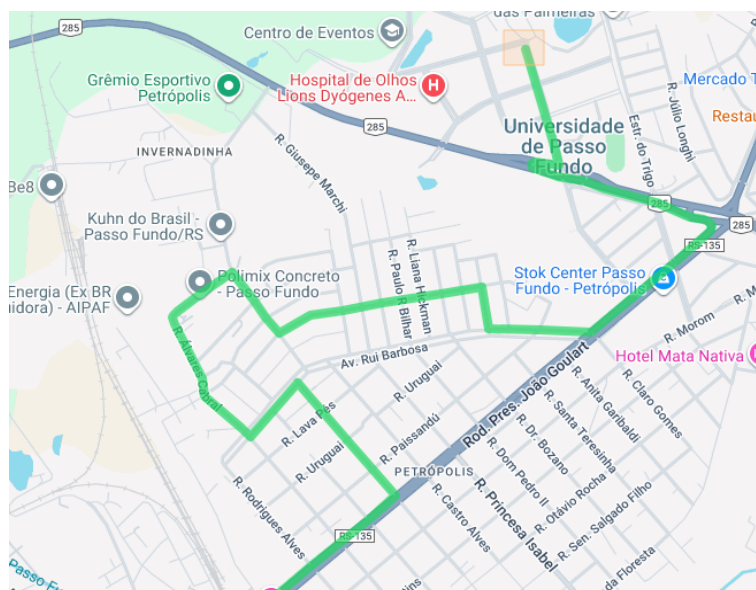 das Palmeiras
285
Centro de Eventos
Grêmio Esportivo
Petrópolis
Hospital de Olhos
Lions Dyógenes A...
Mercado T
R. Júlio Longhi
Restau
285
Universidade
de Passo
Fundo
Estr. do Trigo
INVERNADINHA
R. Giusepe Marchi
Be8
Kuhn do Brasil -
Passo Fundo/RS
285
285
RS-135
Polimix Concreto
- Passo Fundo
R. Liana Hickman
R. Paulo R Bilhar
Stok Center Passo
Fundo - Petrópolis
Energia (Ex BR
uidora) - AIPAF
R. Álvares Cabral
Av. Rui Barbosa
R. Morom
R. M
Hotel Mata Nativa
Rod. Pres. João Goulart
R. Uruguai
R. Anita Garibaldi
R. Claro Gomes
R. Lava Pés
R. Santa Teresinha
R. Paissandú
R. Dr. Bozano
R. Uruguai
PETRÓPOLIS
R. Dom Pedro II
R. Otávio Rocha
R. Rodrigues Alves
R. Princesa Isabel
R. Sen. Salgado Filho
R. Castro Alves
RS-135
da Floresta
Passo Fu
ins